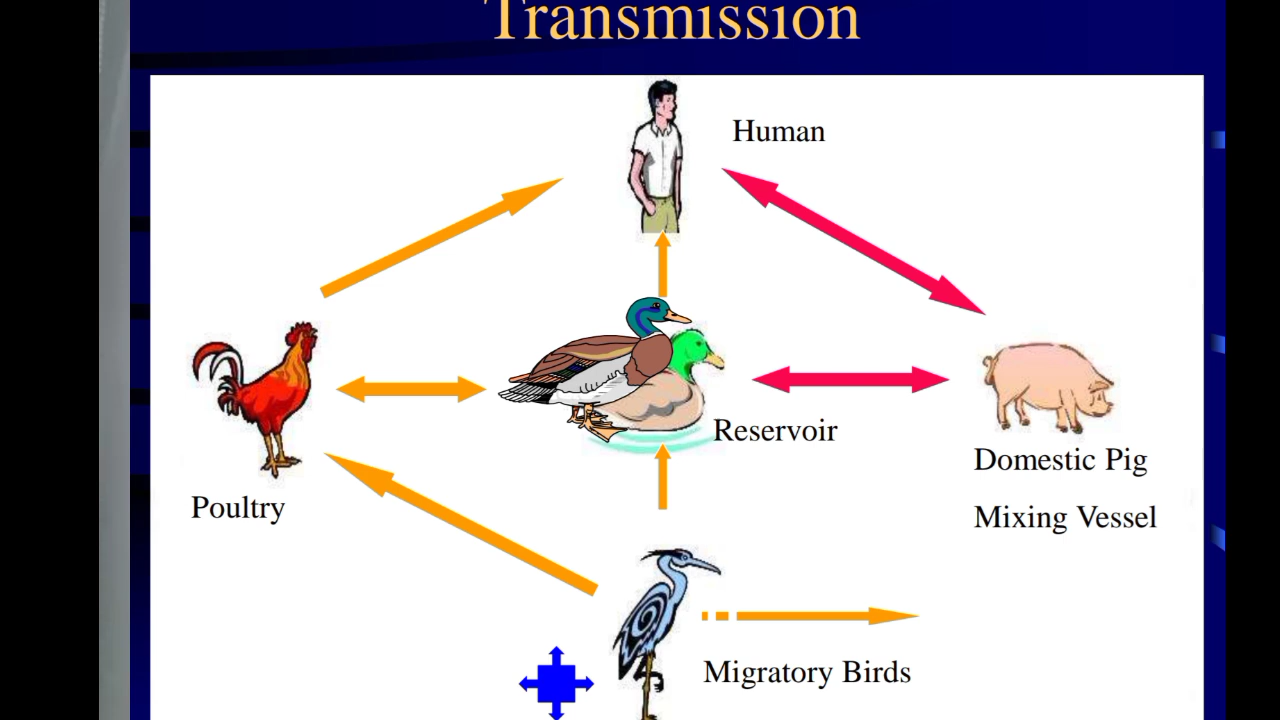 Transmission
Human
Reservoir
Domestic Pig
Poultry
Mixing Vessel
Migratory Birds